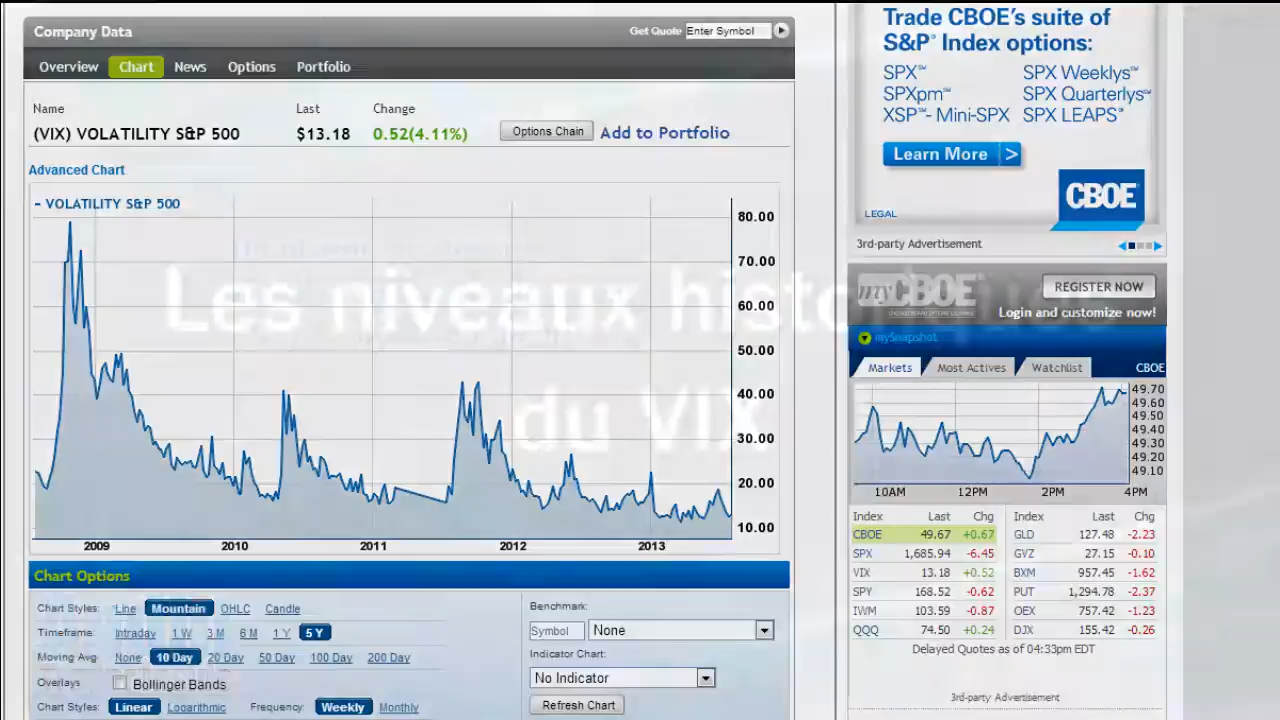 Company Data
Get Quote Enter Symbol
Overview Chart News Options Portfolio
Name Last Change
(VIX) VOLATILITY S&P 500 $13.18 0.52(4.11%) Options Chain Add to Portfolio
Advanced Chart
– VOLATILITY S&P 500
80.00
70.00
60.00
50.00
40.00
30.00
20.00
10.00
2009 2010 2011 2012 2013
Les niveaux historiques
du VIX
Chart Options
Chart Styles: Line Mountain OHLC Candle
Timeframe: Intraday 1 W 3 M 6 M 1 Y 5 Y
Moving Avg. None 10 Day 20 Day 50 Day 100 Day 200 Day
Overlays Bollinger Bands
Chart Styles: Linear Logarithmic Frequency: Weekly Monthly
Benchmark:
Symbol None
Indicator Chart:
No Indicator
Refresh Chart
Trade CBOE's suite of
S&P® Index options:
SPX℠ SPX Weeklys℠
SPXpm℠ SPX Quarterlys℠
XSP℠- Mini-SPX SPX LEAPS®
Learn More >
CBOE
LEGAL
3rd-party Advertisement
myCBOE REGISTER NOW
Login and customize now!
mySnapshot
Markets Most Active Watchlist CBOE
49.70
49.60
49.50
49.40
49.30
49.20
49.10
10AM 12PM 2PM 4PM
Index Last Chg Index Last Chg
CBOE 49.67 +0.67 GLD 127.48 -2.23
SPX 1,685.94 -6.45 GVZ 27.15 -0.10
VIX 13.18 +0.52 BXM 957.45 -1.62
SPY 168.52 -0.62 PUT 1,294.78 -2.37
IWM 103.59 -0.87 OEX 757.42 -1.23
QQQ 74.50 +0.24 DJX 155.42 -0.26
Delayed Quotes as of 04:33pm EDT
3rd-party Advertisement